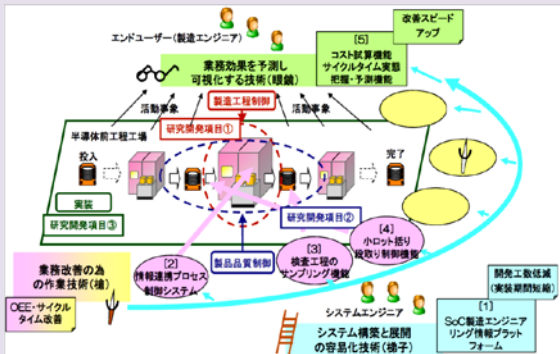 エンドユーザー(製造エンジニア)
改善スピード
アップ
[5]
コスト試算機能
サイクルタイム実態
把握・予測機能
業務効果を予測し
可視化する技術(眼鏡)
活動事象
製造工程制御
活動事象
半導体前工程工場
研究開発項目①
投入
完了
実装
研究開発項目③
研究開発項目②
[4]
小ロット括り
段取り制御機能
[3]
検査工程の
サンプリング機能
製品品質制御
[2]
情報連携プロセス
制御システム
業務改善の為
の作業技術(槍)
OEE・サイクル
タイム改善
開発工数低減
(実装期間短縮)
システムエンジニア
[1]
SoC製造エンジニア
リング情報プラット
フォーム
システム構築と展開
の容易化技術(梯子)